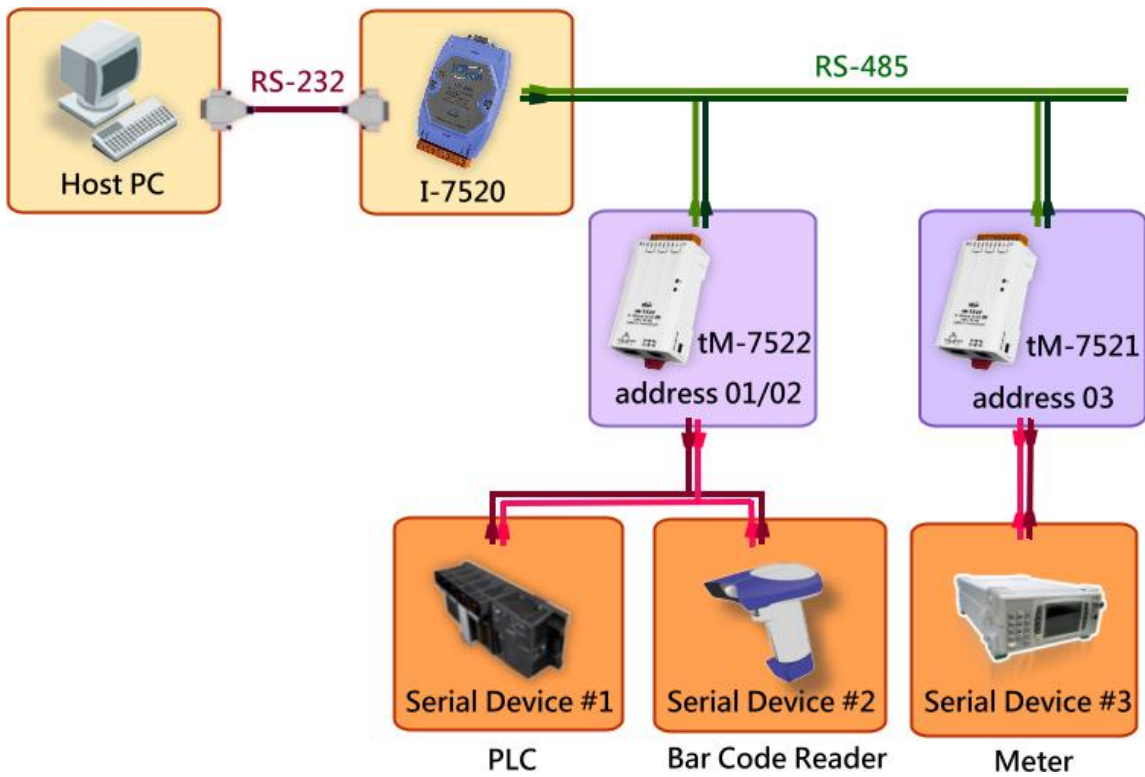 RS-232
RS-485
Host PC
I-7520
tM-7522
address 01/02
tM-7521
address 03
Serial Device #1
Serial Device #2
Serial Device #3
PLC
Bar Code Reader
Meter